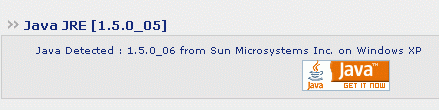 >> Java JRE [1.5.0_05]
Java Detected : 1.5.0_06 from Sun Microsystems Inc. on Windows XP
Java Java™
GET IT NOW